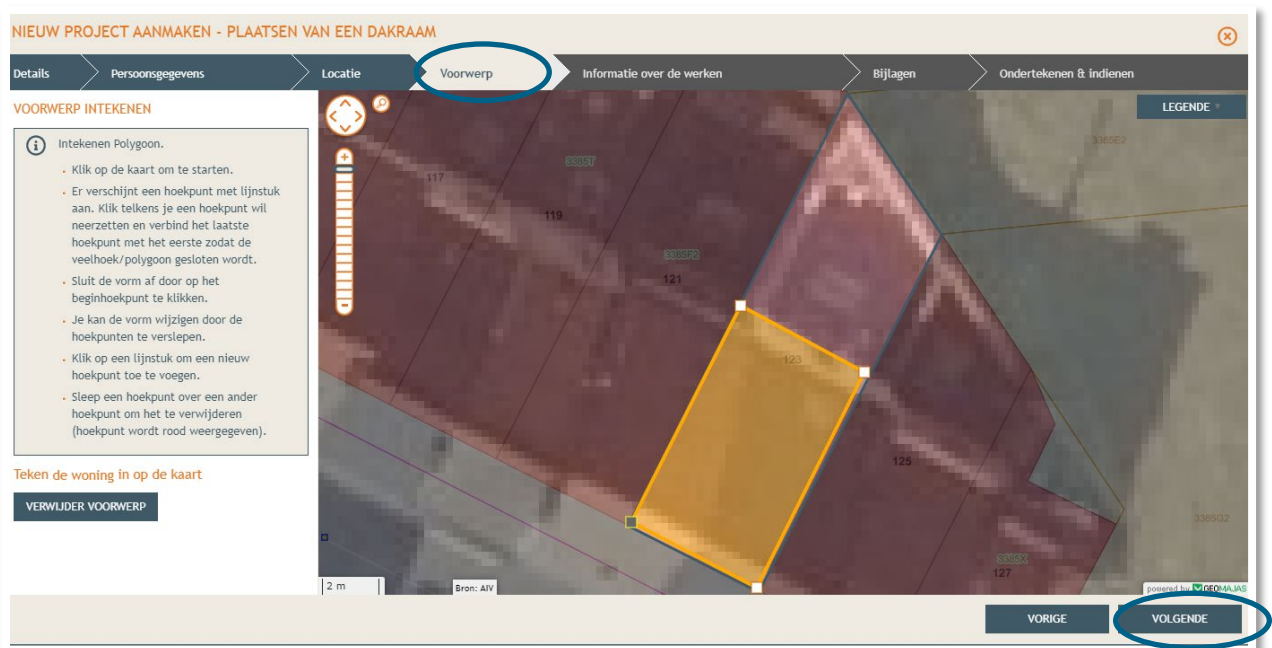 NIEUW PROJECT AANMAKEN - PLAATSEN VAN EEN DAKRAAM
Details
Persoonsgegevens
Locatie
Voorwerp
Informatie over de werken
Bijlagen
Ondertekenen & indienen
VOORWERP INTEKENEN
Intekenen Polygoon.
Klik op de kaart om te starten.
Er verschijnt een hoekpunt met lijnstuk
aan. Klik telkens je een hoekpunt wil
neerzetten en verbind het laatste
hoekpunt met het eerste zodat de
veelhoek/polygoon gesloten wordt.
Sluit de vorm af door op het
beginhoekpunt te klikken.
Je kan de vorm wijzigen door de
hoekpunten te verslepen.
Klik op een lijnstuk om een nieuw
hoekpunt toe te voegen.
Sleep een hoekpunt over een ander
hoekpunt om het te verwijderen
(hoekpunt wordt rood weergegeven).
Teken de woning in op de kaart
VERWIJDER VOORWERP
LEGENDE
3385E2
3385T
117
119
3385F2
121
123
125
3385G2
3385X
127
2 m
Bron: AIV
powered by GEOMAJAS
VORIGE
VOLGENDE